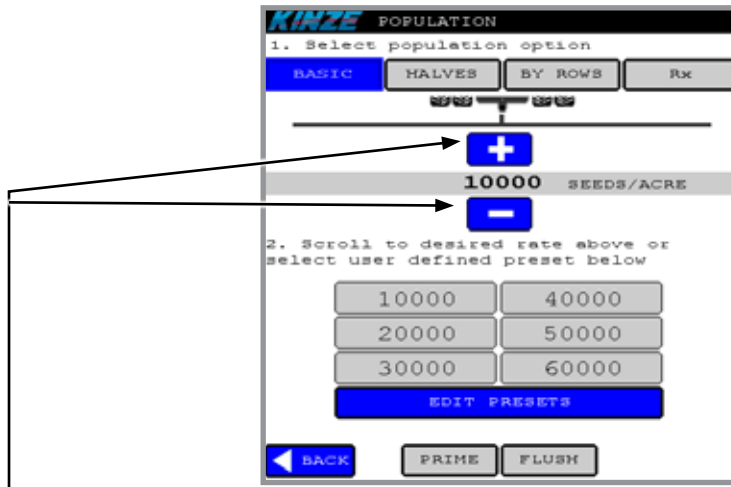 KINZE POPULATION
1. Select population option
BASIC HALVES BY ROWS Rx
+
10000 SEEDS/ACRE
-
2. Scroll to desired rate above or
select user defined preset below
10000 40000
20000 50000
30000 60000
EDIT PRESETS
BACK PRIME FLUSH